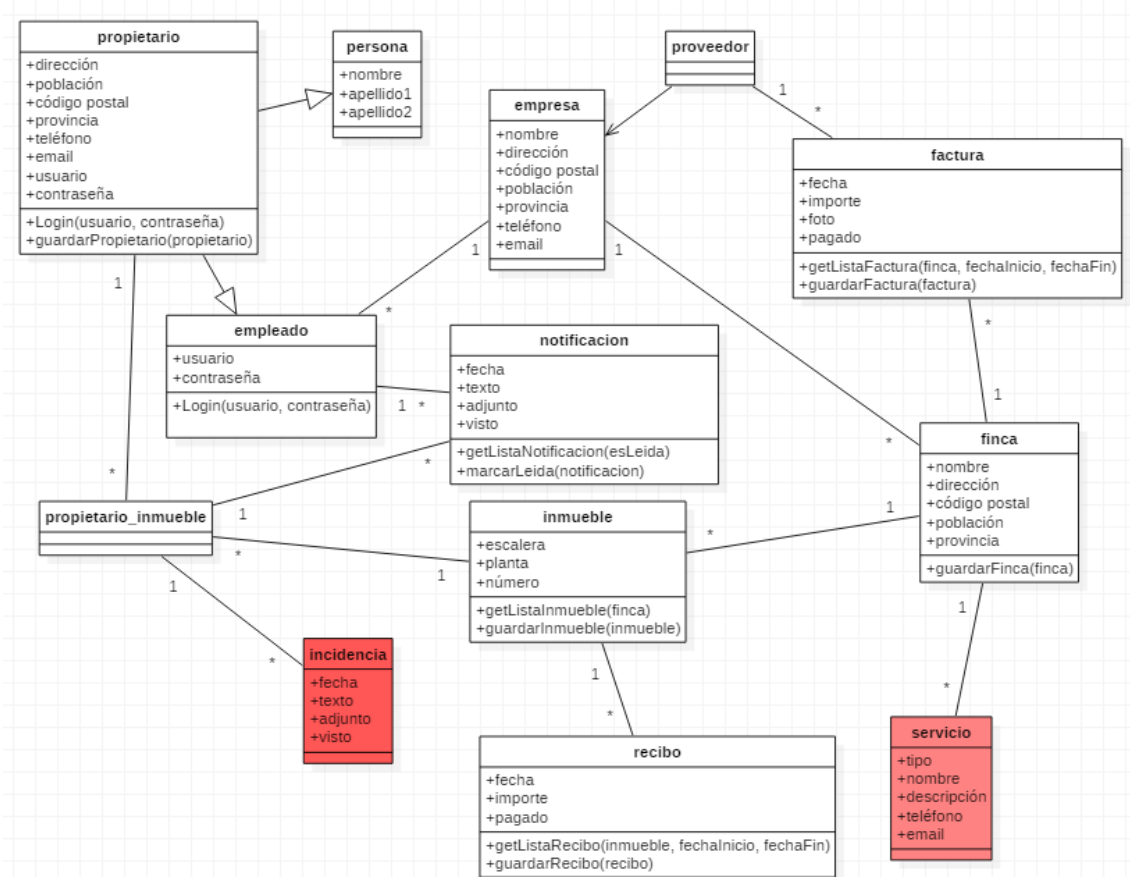 propietario
+dirección
+población
+código postal
+provincia
+teléfono
+email
+usuario
+contraseña
+Login(usuario, contraseña)
+guardarPropietario(propietario)
persona
+nombre
+apellido1
+apellido2
proveedor
empresa
+nombre
+dirección
+código postal
+población
+provincia
+teléfono
+email
1
*
factura
+fecha
+importe
+foto
+pagado
+getListaFactura(finca, fechaInicio, fechaFin)
+guardarFactura(factura)
1
1
1
*
*
1
*
empleado
+usuario
+contraseña
+Login(usuario, contraseña)
1 *
notificacion
+fecha
+texto
+adjunto
+visto
+getListaNotificacion(esLeida)
+marcarLeida(notificacion)
*
1
*
finca
+nombre
+dirección
+código postal
+población
+provincia
+guardarFinca(finca)
*
propietario_inmueble
*
1
1
inmueble
+escalera
+planta
+número
+getListaInmueble(finca)
+guardarInmueble(inmueble)
*
1
1
*
incidencia
+fecha
+texto
+adjunto
+visto
1
*
recibo
+fecha
+importe
+pagado
+getListaRecibo(inmueble, fechaInicio, fechaFin)
+guardarRecibo(recibo)
1
*
servicio
+tipo
+nombre
+descripción
+teléfono
+email